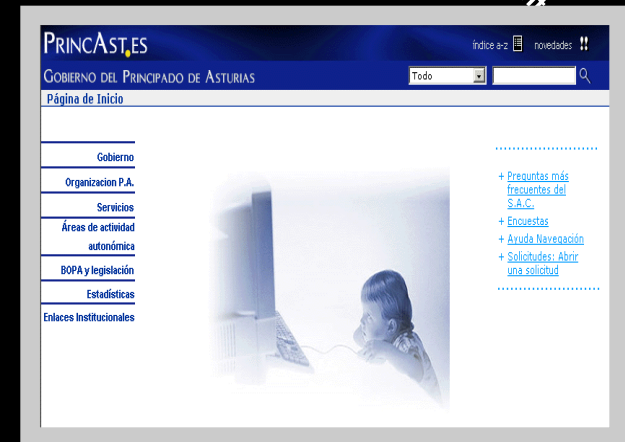 PRINCAST.ES
índice a-z novedades
GOBIERNO DEL PRINCIPADO DE ASTURIAS
Todo
Página de Inicio
Gobierno
Organizacion P.A.
Servicios
Áreas de actividad
autonómica
BOPA y legislación
Estadísticas
Enlaces Institucionales
+ Preguntas más
frecuentes del
S.A.C.
+ Encuestas
+ Ayuda Navegación
+ Solicitudes: Abrir
una solicitud